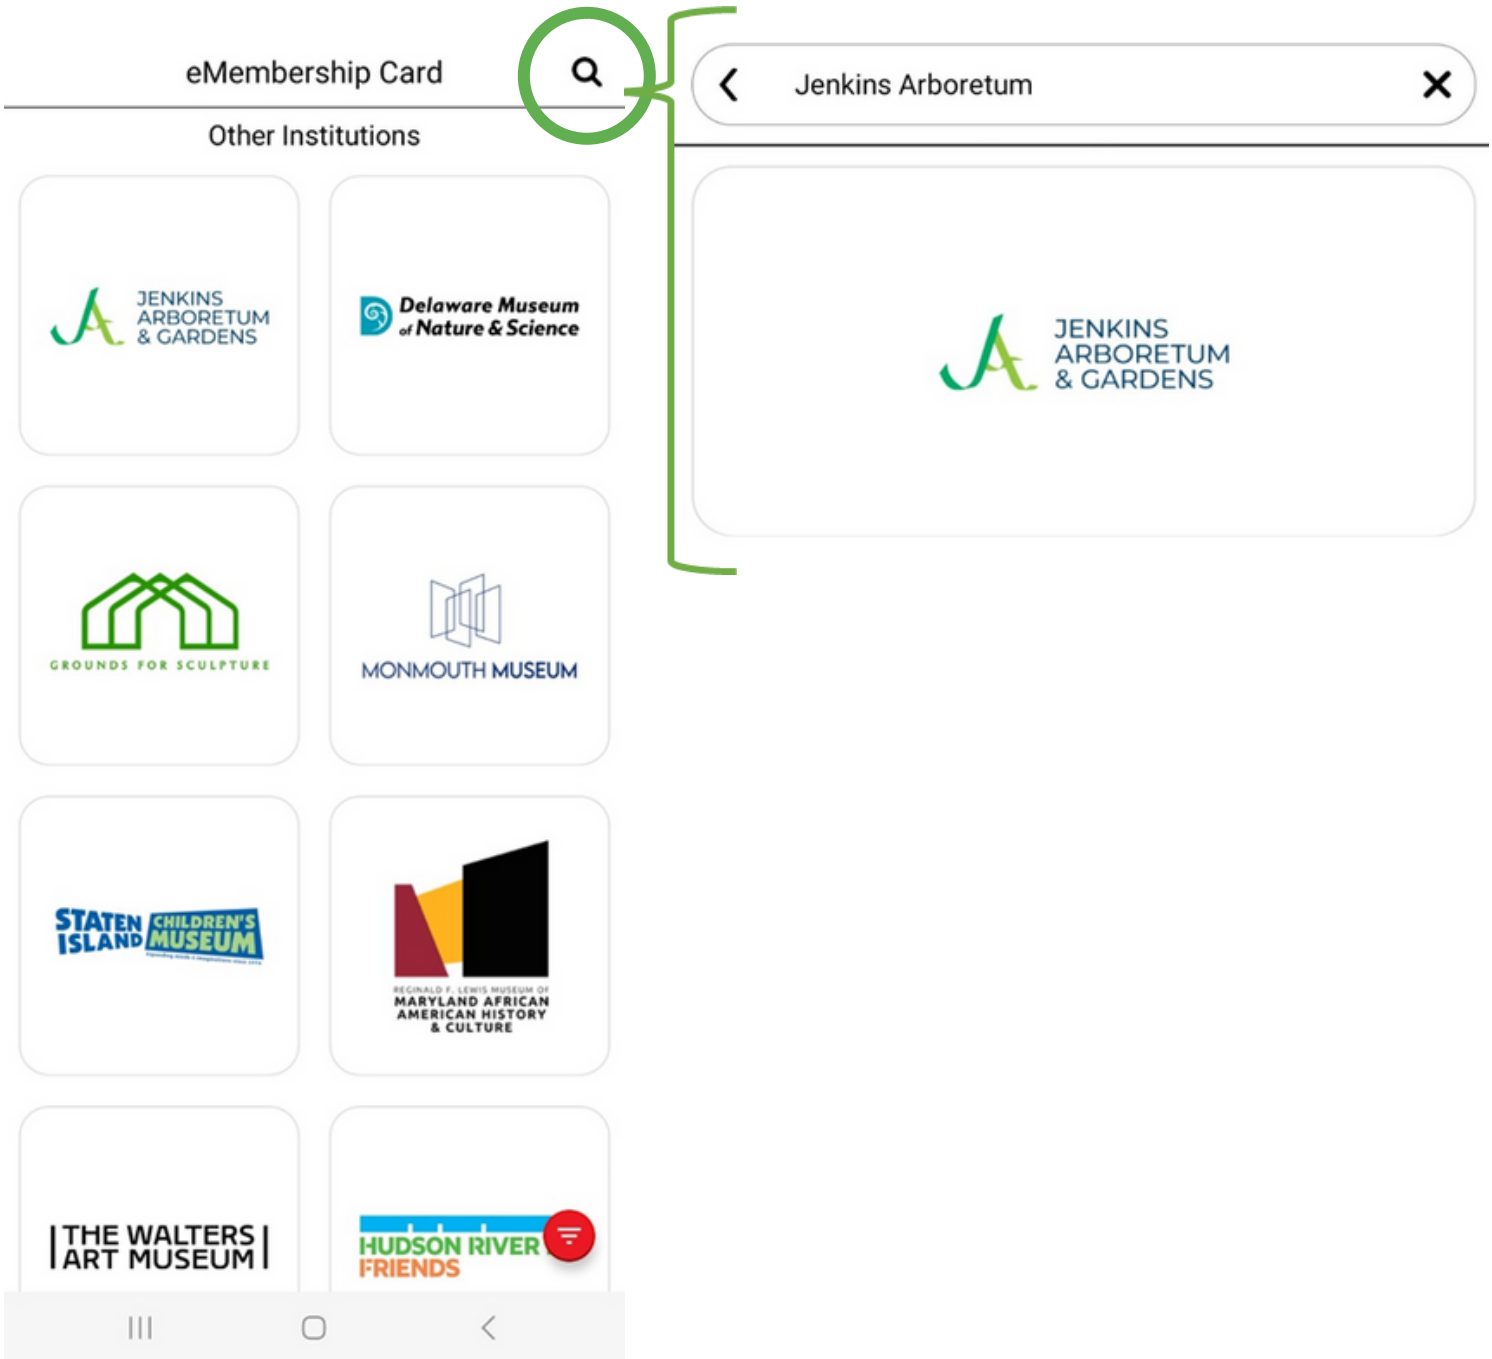 eMembership Card
Other Institutions
JENKINS
ARBORETUM
& GARDENS
Delaware Museum
of Nature & Science
GROUNDS FOR SCULPTURE
MONMOUTH MUSEUM
STATEN
ISLAND
CHILDREN'S
MUSEUM
REGINALD F. LEWIS MUSEUM OF
MARYLAND AFRICAN
AMERICAN HISTORY
& CULTURE
THE WALTERS
ART MUSEUM
HUDSON RIVER
FRIENDS
Jenkins Arboretum
JENKINS
ARBORETUM
& GARDENS